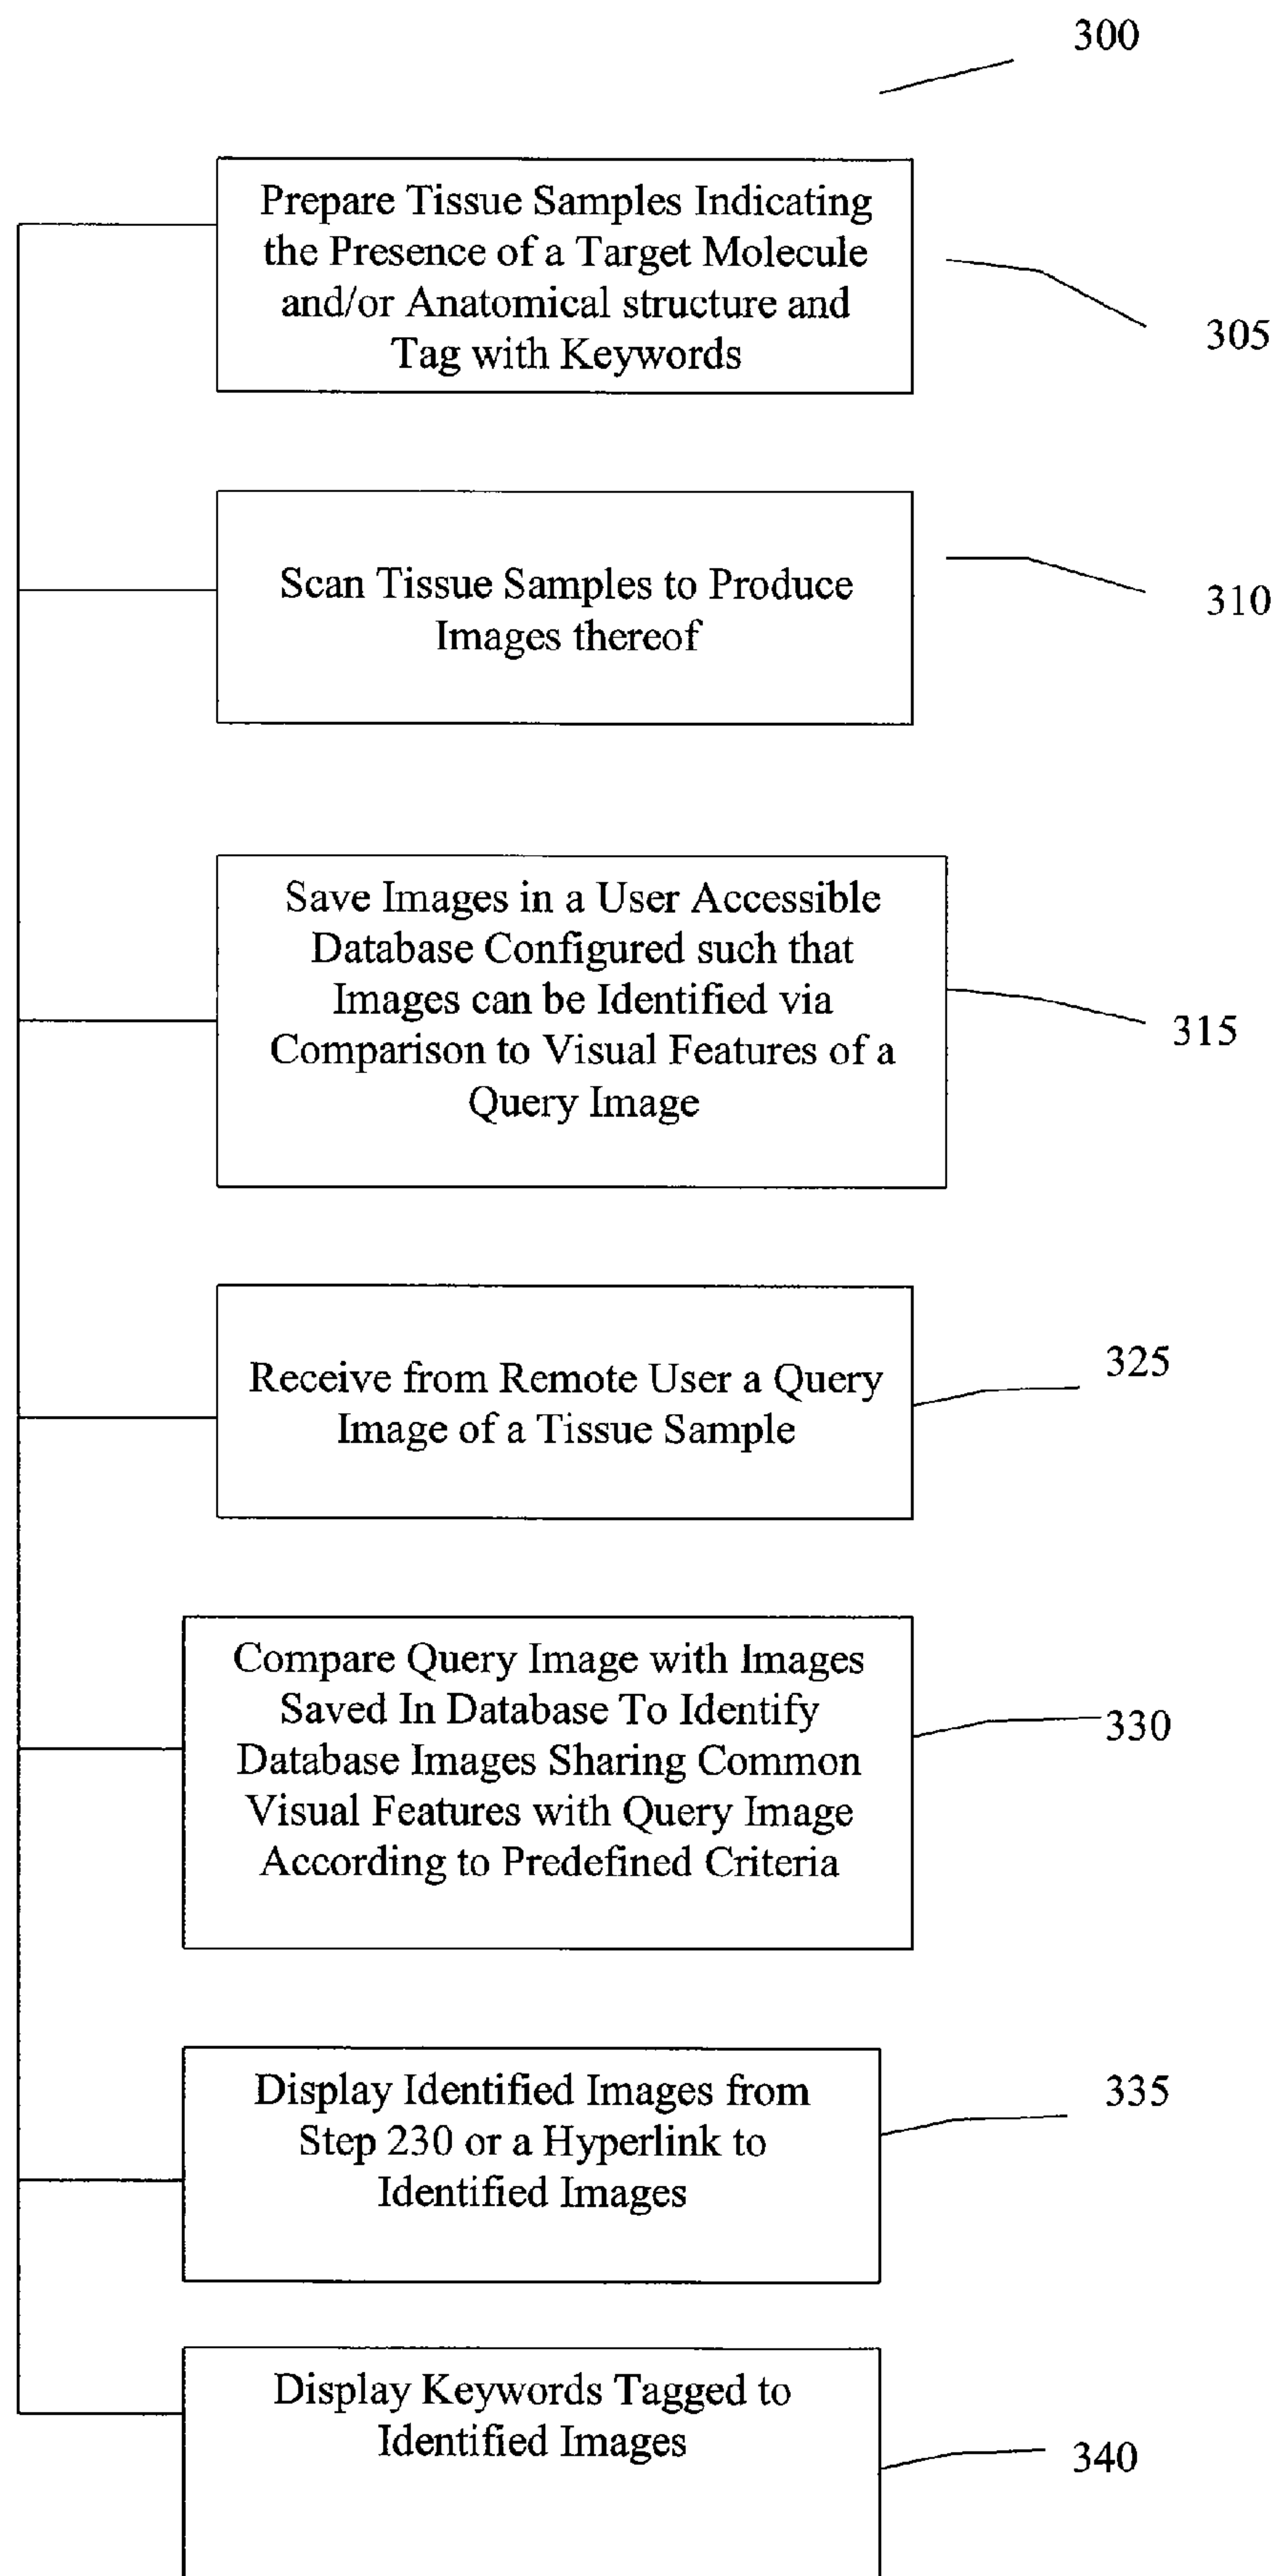 300
Prepare Tissue Samples Indicating
the Presence of a Target Molecule
and/or Anatomical structure and
Tag with Keywords
305
Scan Tissue Samples to Produce
Images thereof
310
Save Images in a User Accessible
Database Configured such that
Images can be Identified via
Comparison to Visual Features of a
Query Image
315
Receive from Remote User a Query
Image of a Tissue Sample
325
Compare Query Image with Images
Saved In Database To Identify
Database Images Sharing Common
Visual Features with Query Image
According to Predefined Criteria
330
Display Identified Images from
Step 230 or a Hyperlink to
Identified Images
335
Display Keywords Tagged to
Identified Images
340